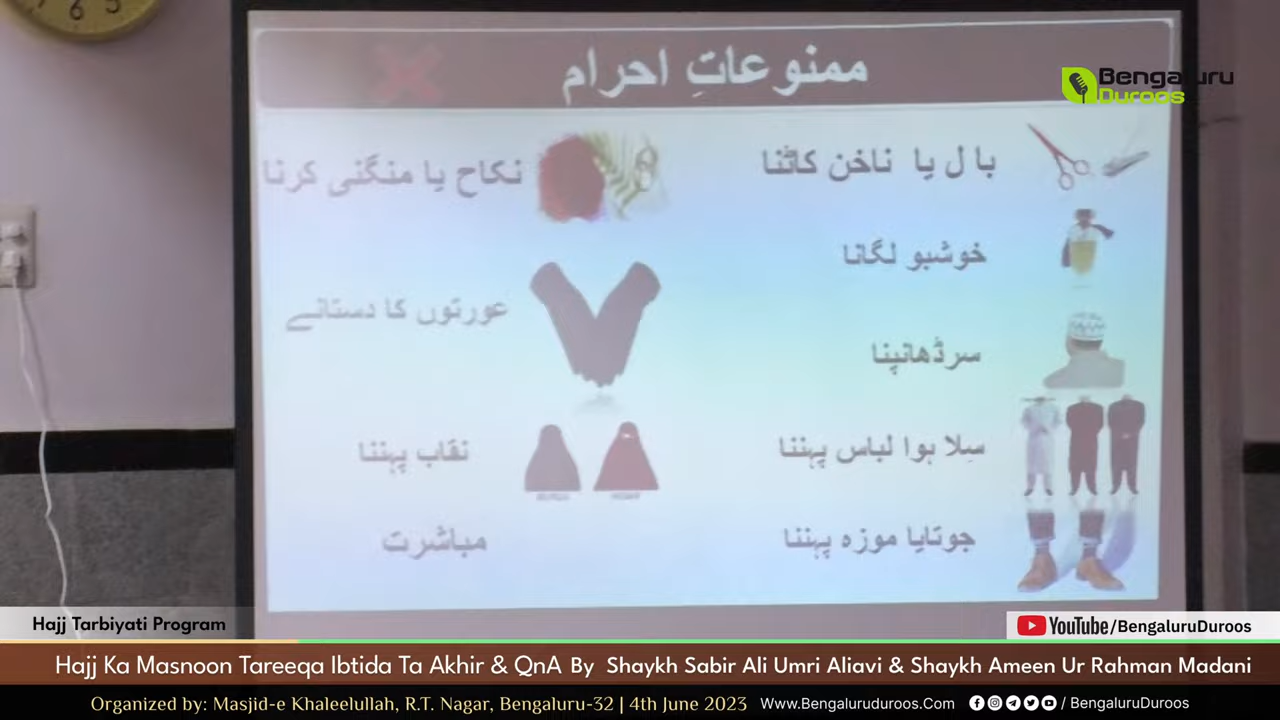 ممنوعاتِ احرام
Bengaluru
Duroos
با ل یا ناخن کاٹنا
نکاح یا منگنی کرنا
خوشبو لگانا
عورتوں کا دستانے
سرڈھانپنا
سِلا ہوا لباس پہننا
نقاب پہننا
جوتایا موزہ پہننا
مباشرت
Hajj Tarbiyati Program
YouTube/BengaluruDuroos
Hajj Ka Masnoon Tareeqa Ibtida Ta Akhir & QnA By Shaykh Sabir Ali Umri Aliavi & Shaykh Ameen Ur Rahman Madani
Organized by: Masjid-e Khaleelullah, R.T. Nagar, Bengaluru-32 | 4th June 2023 Www.Bengaluruduroos.Com / BengaluruDuroos